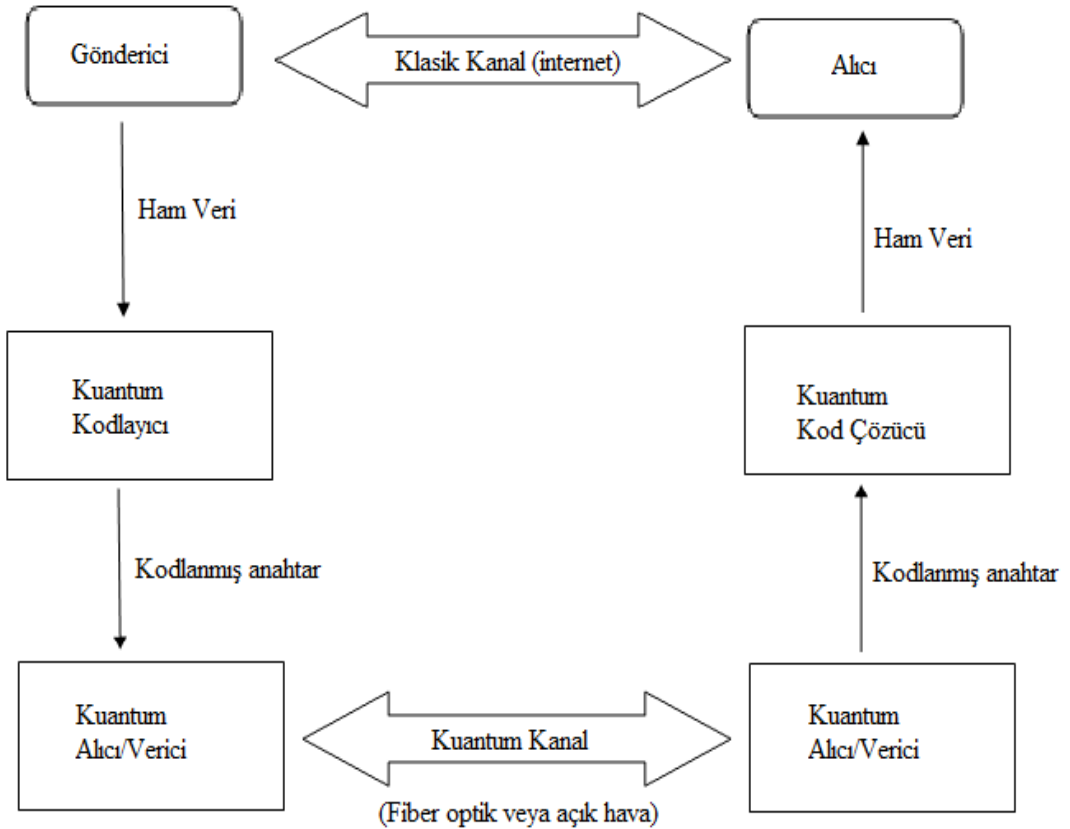 Gönderici
Klasik Kanal (internet)
Alıcı
Ham Veri
Ham Veri
Kuantum
Kodlayıcı
Kuantum
Kod Çözücü
Kodlanmış anahtar
Kodlanmış anahtar
Kuantum
Alıcı/Verici
Kuantum Kanal
(Fiber optik veya açık hava)
Kuantum
Alıcı/Verici